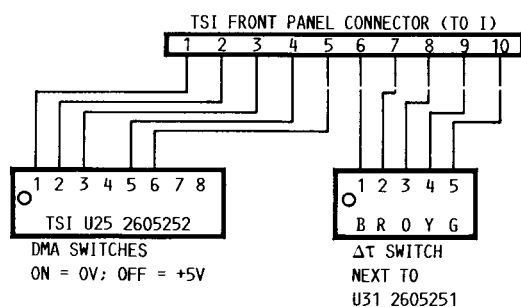 TSI FRONT PANEL CONNECTOR (TO I)
1 2 3 4 5 6 7 8 9 10
1 2 3 4 5 6 7 8
TSI U25 2605252
DMA SWITCHES
ON = 0V; OFF = +5V
1 2 3 4 5
B R O Y G
Δτ SWITCH
NEXT TO
U31 2605251